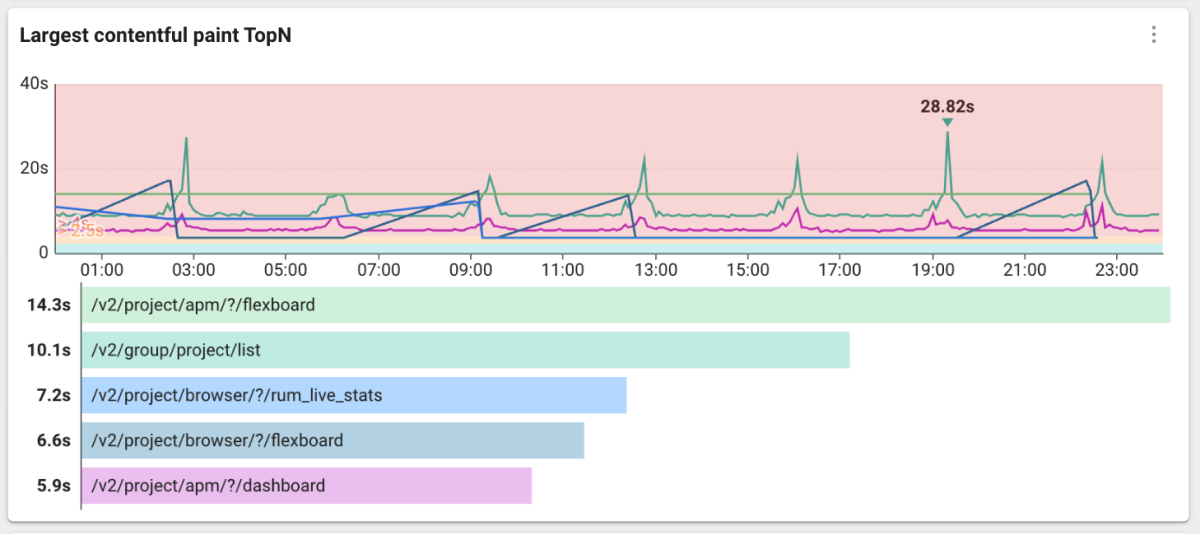 Largest contentful paint TopN
40s
28.82s
20s
>4s
>2.5s
0
01:00 03:00 05:00 07:00 09:00 11:00 13:00 15:00 17:00 19:00 21:00 23:00
14.3s /v2/project/apm/?/flexboard
10.1s /v2/group/project/list
7.2s /v2/project/browser/?/rum_live_stats
6.6s /v2/project/browser/?/flexboard
5.9s /v2/project/apm/?/dashboard